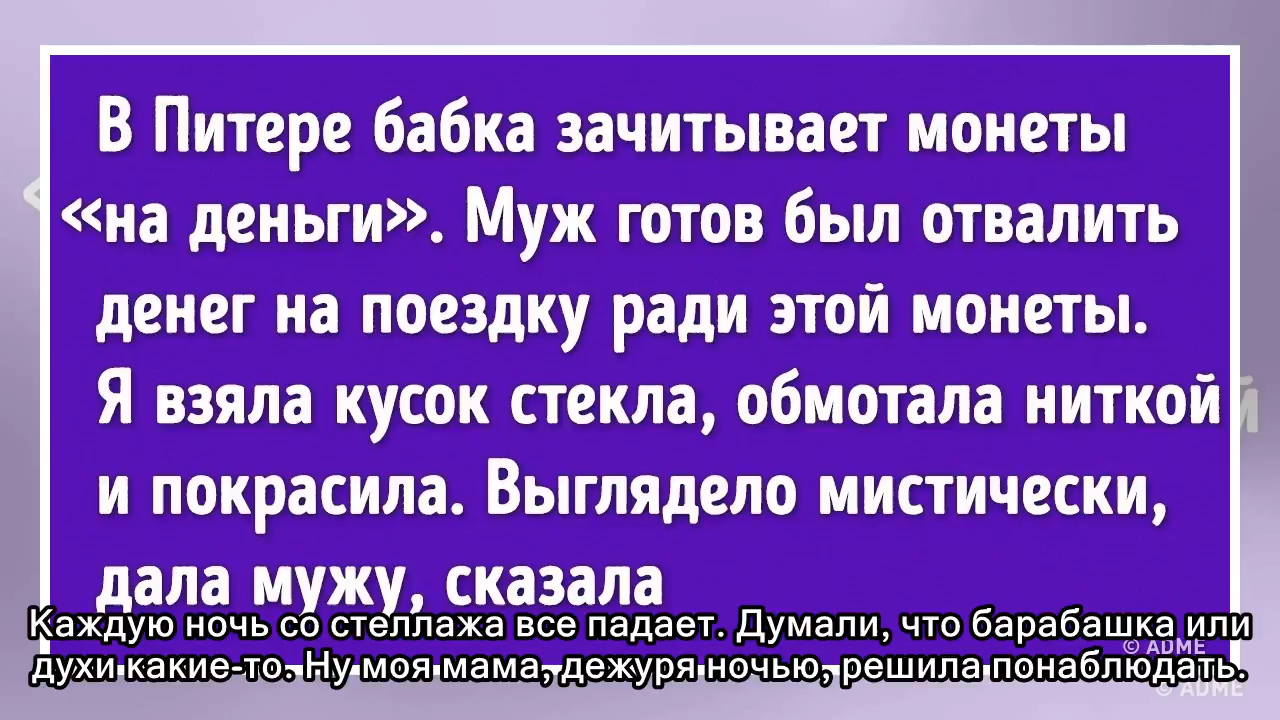 В Питере бабка зачитывает монеты
«на деньги». Муж готов был отвалить
денег на поездку ради этой монеты.
Я взяла кусок стекла, обмотала ниткой
и покрасила. Выглядело мистически,
дала мужу, сказала
Каждую ночь со стеллажа все падает. Думали, что барабашка или
духи какие-то. Ну моя мама, дежуря ночью, решила понаблюдать.
© ADME
© ADME